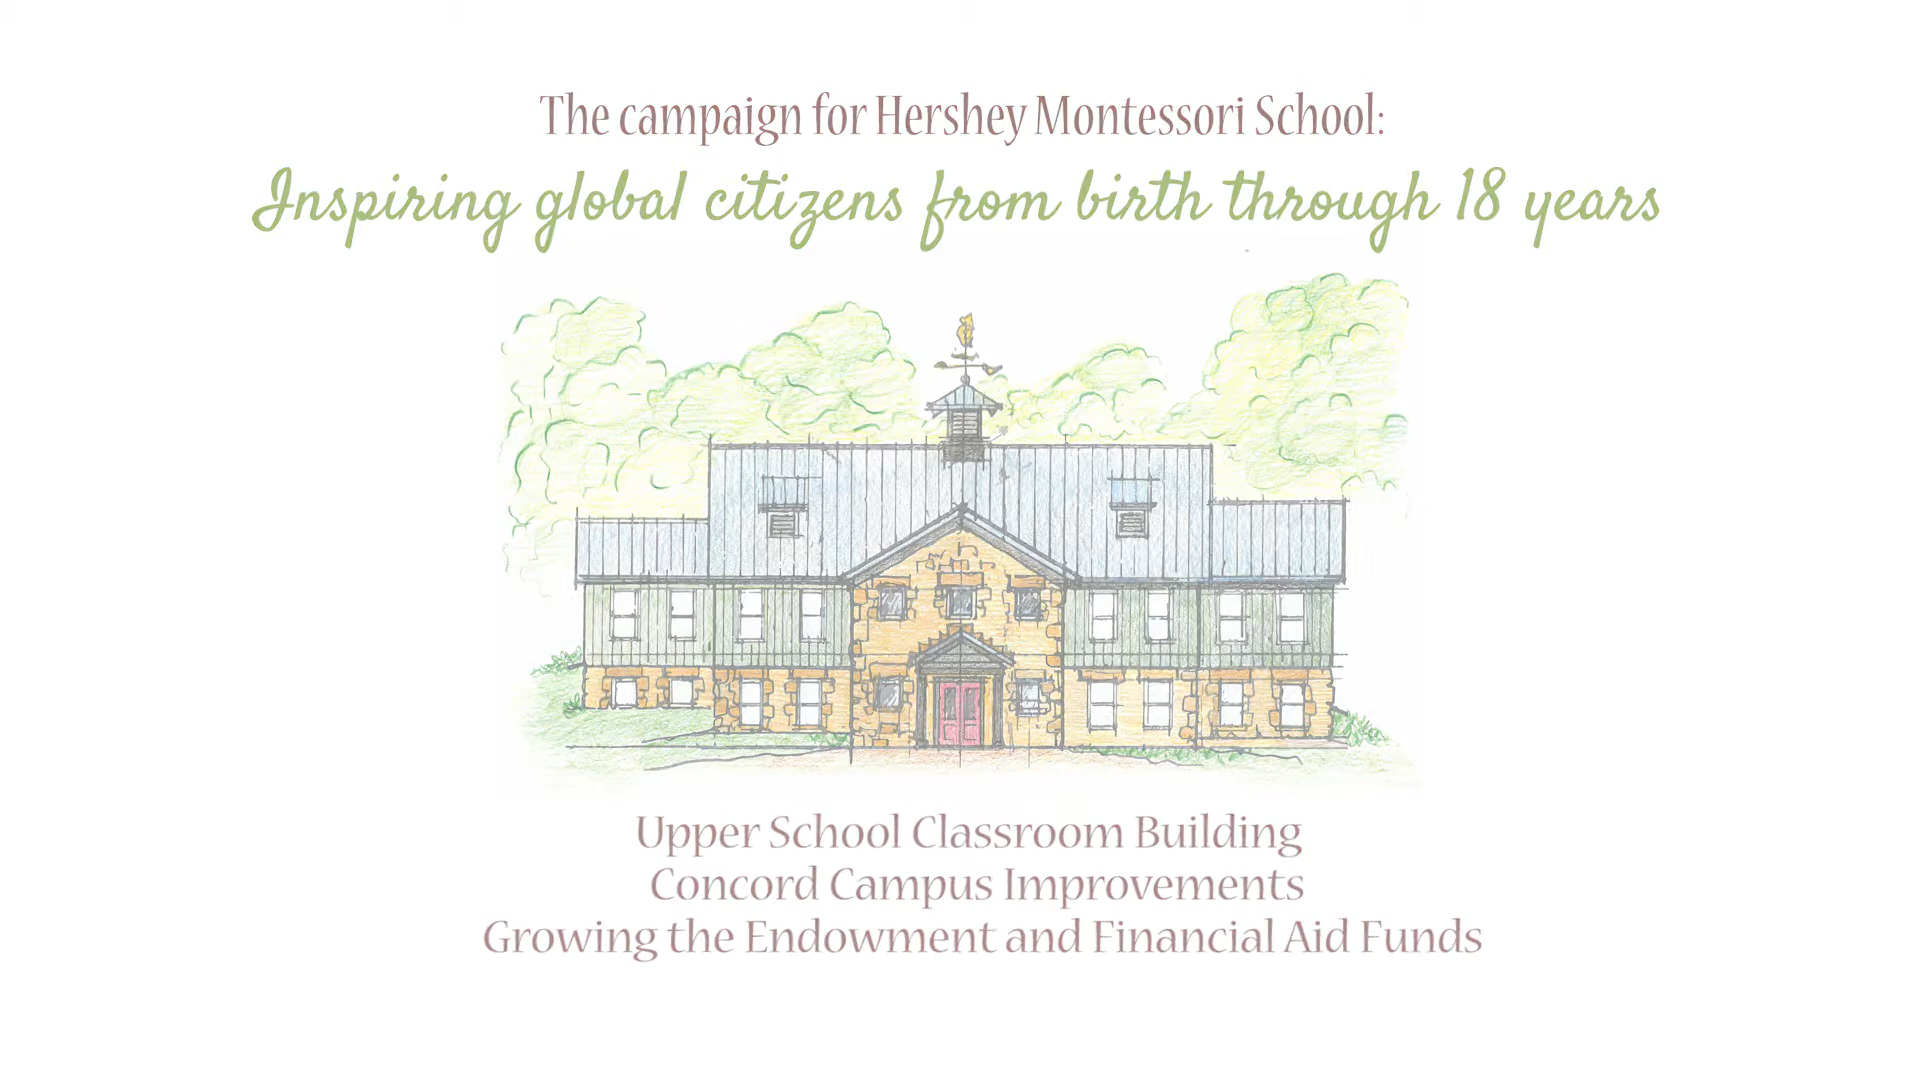 The campaign for Hershey Montessori School:
Inspiring global citizens from birth through 18 years
Upper School Classroom Building
Concord Campus Improvements
Growing the Endowment and Financial Aid Funds